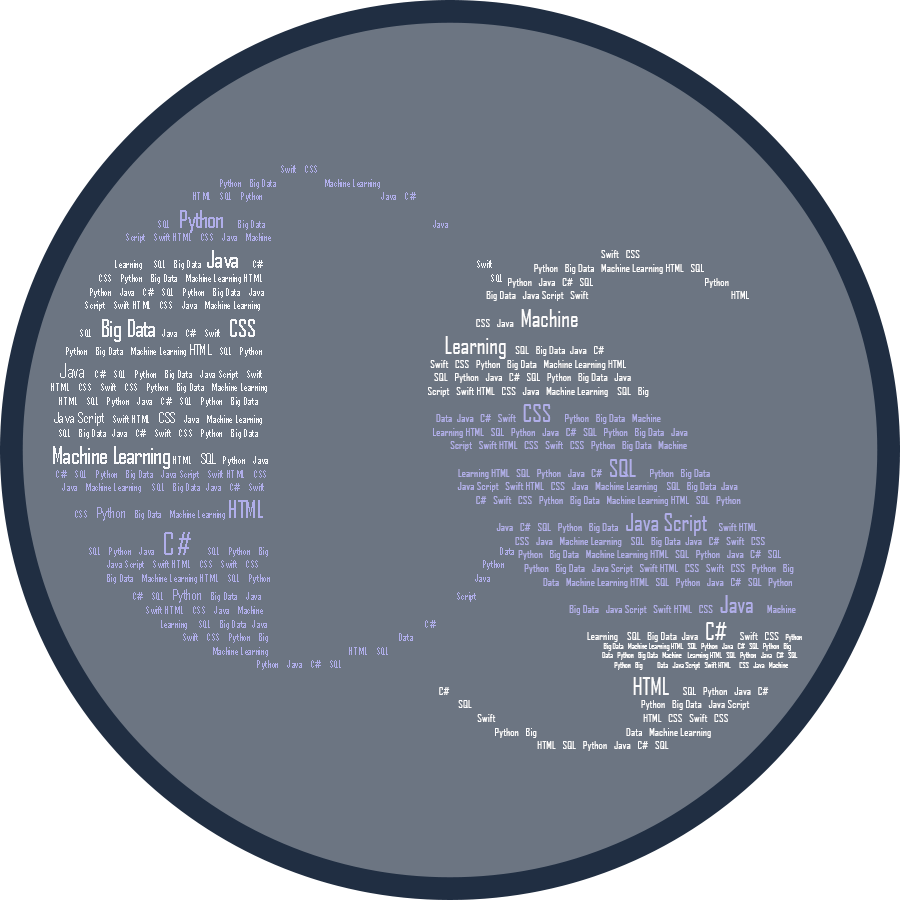 Swift CSS
Python Big Data Machine Learning
HTML SQL Python Java C#
SQL Python Big Data
Script Swift HTML CSS Java Machine
Learning SQL Big Data Java C#
CSS Python Big Data Machine Learning HTML
Python Java C# SQL Python Big Data Java
Script Swift HTML CSS Java Machine Learning
SQL Big Data Java C# Swift CSS
Python Big Data Machine Learning HTML SQL Python
Java C# SQL Python Big Data Java Script Swift
HTML CSS Swift CSS Python Big Data Machine Learning
HTML SQL Python Java C# SQL Python Big Data
Java Script Swift HTML CSS Java Machine Learning
SQL Big Data Java C# Swift CSS Python Big Data
Machine Learning HTML SQL Python Java
C# SQL Python Big Data Java Script Swift HTML CSS
Java Machine Learning SQL Big Data Java C# Swift
CSS Python Big Data Machine Learning HTML
C#
SQL Python Java SQL Python Big
Java Script Swift HTML CSS Swift CSS
Big Data Machine Learning HTML SQL Python
C# SQL Python Big Data Java
Swift HTML CSS Java Machine
Learning SQL Big Data Java C#
Swift CSS Python Big Data
Machine Learning HTML SQL
Python Java C# SQL
Java
Swift CSS
Swift Python Big Data Machine Learning HTML SQL
SQL Python Java C# SQL Python
Big Data Java Script Swift HTML
CSS Java Machine
Learning SQL Big Data Java C#
Swift CSS Python Big Data Machine Learning HTML
SQL Python Java C# SQL Python Big Data Java
Script Swift HTML CSS Java Machine Learning SQL Big
Data Java C# Swift CSS Python Big Data Machine
Learning HTML SQL Python Java C# SQL Python Big Data Java
Script Swift HTML CSS Swift CSS Python Big Data Machine
Learning HTML SQL Python Java C# SQL Python Big Data
Java Script Swift HTML CSS Java Machine Learning SQL Big Data Java
C# Swift CSS Python Big Data Machine Learning HTML SQL Python
Java C# SQL Python Big Data Java Script Swift HTML
CSS Java Machine Learning SQL Big Data Java C# Swift CSS
Data Python Big Data Machine Learning HTML SQL Python Java C# SQL
Python Big Data Java Script Swift HTML CSS Swift CSS Python Big
Java Data Machine Learning HTML SQL Python Java C# SQL Python
Script Big Data Java Script Swift HTML CSS Java Machine
Learning SQL Big Data Java C# Swift CSS Python
Big Data Machine Learning HTML SQL Python Java C# SQL Python Big
Data Python Big Data Machine Learning HTML SQL Python Java C# SQL
Python Big Data Java Script Swift HTML CSS Java Machine
C# HTML SQL Python Java C#
SQL Python Big Data Java Script
Swift HTML CSS Swift CSS
Python Big Data Machine Learning
HTML SQL Python Java C# SQL